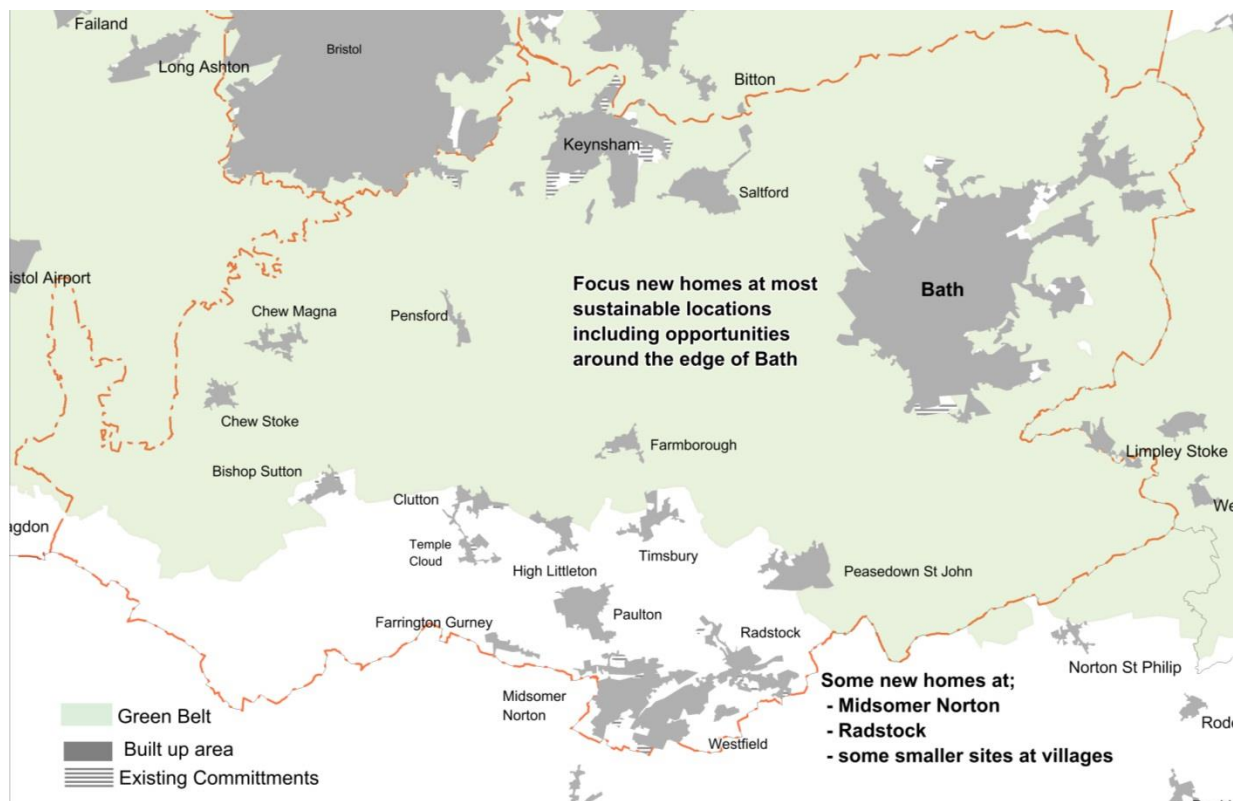 Failand
Long Ashton
Bristol
Bitton
Keynsham
Saltford
istol Airport
Chew Magna
Pensford
Focus new homes at most
sustainable locations
including opportunities
around the edge of Bath
Bath
Chew Stoke
Farmborough
Limpley Stoke
Bishop Sutton
Clutton
We
agdon
Temple
Cloud
High Littleton
Timsbury
Peasedown St John
Paulton
Farrington Gurney
Radstock
Norton St Philip
Midsomer
Norton
Westfield
Some new homes at;
- Midsomer Norton
- Radstock
- some smaller sites at villages
Rode
Green Belt
Built up area
Existing Committments